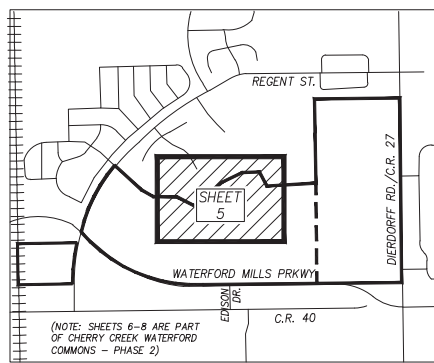 REGENT ST.
DIERDORFF RD./C.R. 27
SHEET
5
WATERFORD MILLS PRKWY
EDISON
DR.
C.R. 40
(NOTE: SHEETS 6-8 ARE PART
OF CHERRY CREEK WATERFORD
COMMONS - PHASE 2)